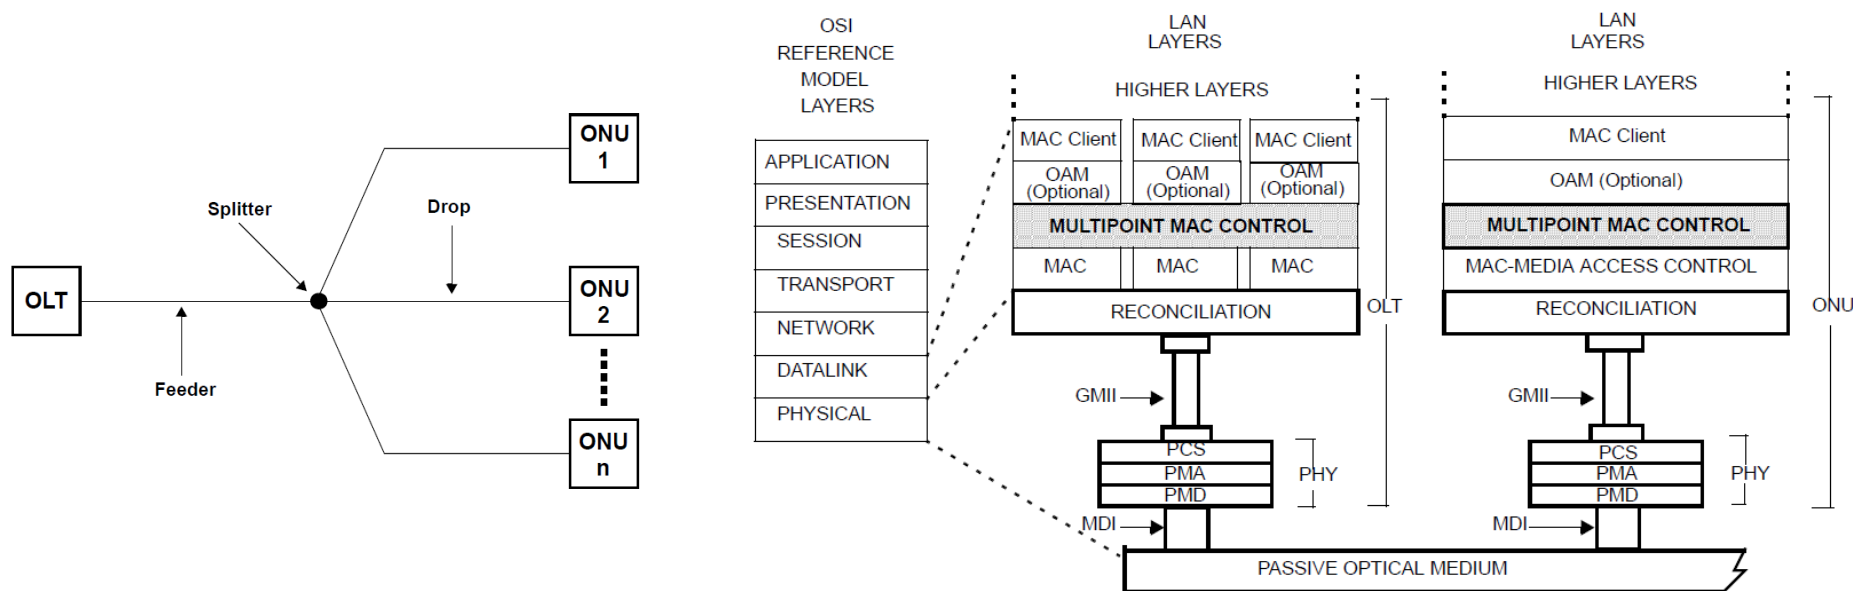 ONU
1
Splitter
Drop
OLT
ONU
2
Feeder
ONU
n
OSI
REFERENCE
MODEL
LAYERS
APPLICATION
PRESENTATION
SESSION
TRANSPORT
NETWORK
DATALINK
PHYSICAL
LAN
LAYERS
HIGHER LAYERS
MAC Client
MAC Client
MAC Client
OAM
(Optional)
OAM
(Optional)
OAM
(Optional)
MULTIPOINT MAC CONTROL
MAC
MAC
MAC
RECONCILIATION
OLT
GMII
PCS
PMA
PMD
PHY
MDI
LAN
LAYERS
HIGHER LAYERS
MAC Client
OAM (Optional)
MULTIPOINT MAC CONTROL
MAC-MEDIA ACCESS CONTROL
RECONCILIATION
ONU
GMII
PCS
PMA
PMD
PHY
MDI
PASSIVE OPTICAL MEDIUM